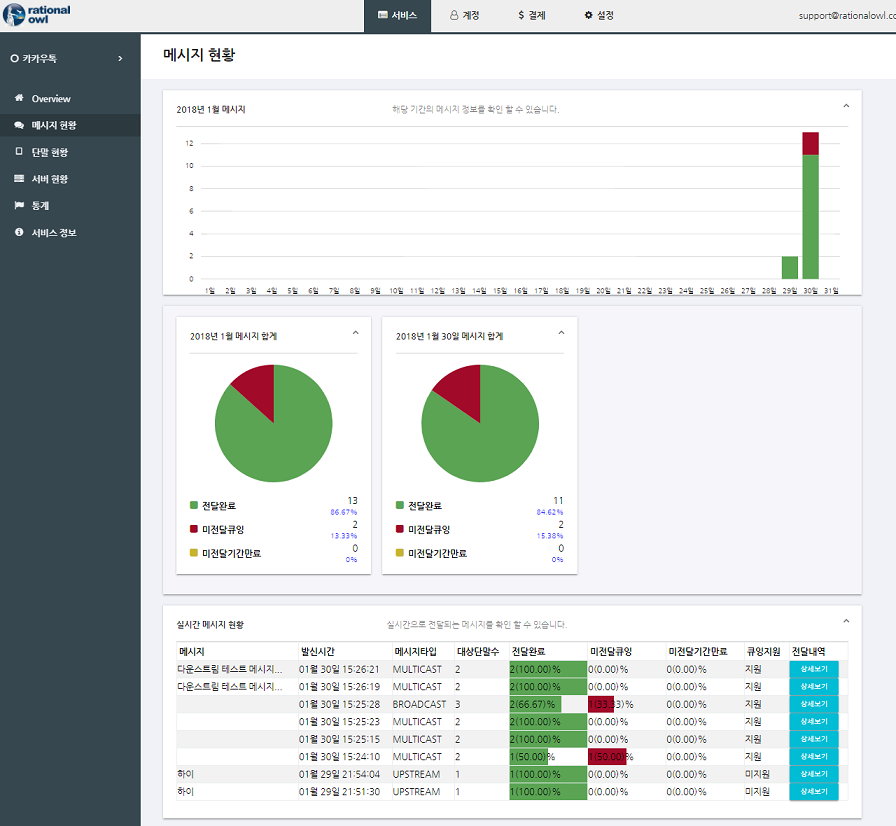 rational owl
서비스 계정 $ 결제 설정 support@rationalowl.co
카카우톡
Overview
메시지 현황
단말 현황
서버 현황
통계
서비스 정보
메시지 현황
2018년 1월 메시지 해당 기간의 메시지 정보를 확인 할 수 있습니다.
12
10
8
6
4
2
0
1일 2일 3일 4일 5일 6일 7일 8일 9일 10일 11일 12일 13일 14일 15일 16일 17일 18일 19일 20일 21일 22일 23일 24일 25일 26일 27일 28일 29일 30일 31일
2018년 1월 메시지 합계
전달완료 13
86.67%
미전달큐잉 2
13.33%
미전달기간만료 0
0%
2018년 1월 30일 메시지 합계
전달완료 11
84.62%
미전달큐잉 2
15.38%
미전달기간만료 0
0%
실시간 메시지 현황 실시간으로 전달되는 메시지를 확인 할 수 있습니다.
메시지 발신시간 메시지타입 대상단말수 전달완료 미전달큐잉 미전달기간만료 큐잉지원 전달내역
다운스트림 테스트 메시지... 01월 30일 15:26:21 MULTICAST 2 2(100.00)% 0(0.00)% 0(0.00)% 지원 상세보기
다운스트림 테스트 메시지... 01월 30일 15:26:19 MULTICAST 2 2(100.00)% 0(0.00)% 0(0.00)% 지원 상세보기
01월 30일 15:25:28 BROADCAST 3 2(66.67)% 1(33.33)% 0(0.00)% 지원 상세보기
01월 30일 15:25:23 MULTICAST 2 2(100.00)% 0(0.00)% 0(0.00)% 지원 상세보기
01월 30일 15:25:15 MULTICAST 2 2(100.00)% 0(0.00)% 0(0.00)% 지원 상세보기
01월 30일 15:24:10 MULTICAST 2 1(50.00)% 1(50.00)% 0(0.00)% 지원 상세보기
하이 01월 29일 21:54:04 UPSTREAM 1 1(100.00)% 0(0.00)% 0(0.00)% 미지원 상세보기
하이 01월 29일 21:51:30 UPSTREAM 1 1(100.00)% 0(0.00)% 0(0.00)% 미지원 상세보기